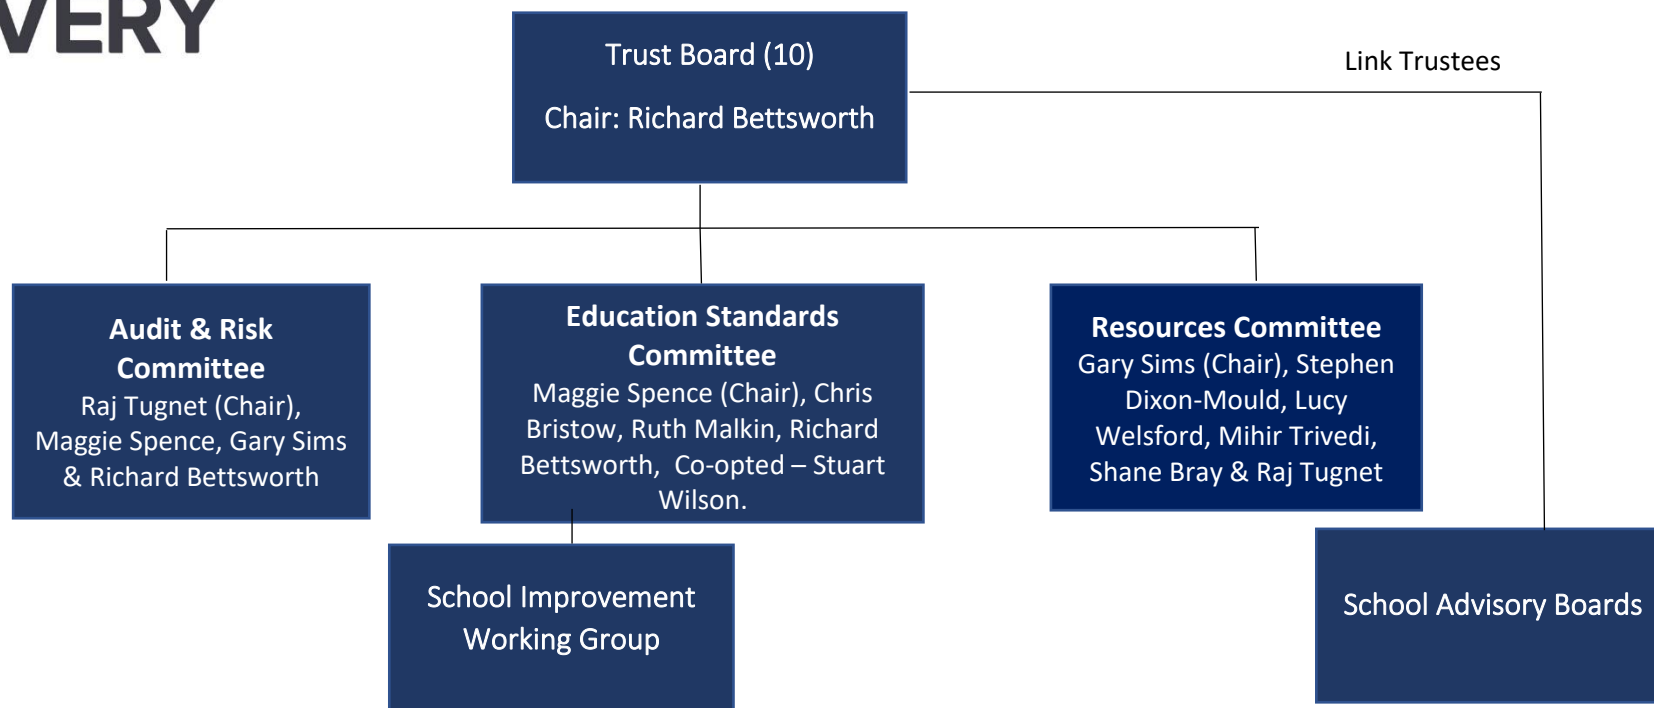 VERY
Trust Board (10)
Chair: Richard Bettsworth
Link Trustees
Audit & Risk
Committee
Raj Tugnet (Chair),
Maggie Spence, Gary Sims
& Richard Bettsworth
Education Standards
Committee
Maggie Spence (Chair), Chris
Bristow, Ruth Malkin, Richard
Bettsworth, Co-opted – Stuart
Wilson.
Resources Committee
Gary Sims (Chair), Stephen
Dixon-Mould, Lucy
Welsford, Mihir Trivedi,
Shane Bray & Raj Tugnet
School Improvement
Working Group
School Advisory Boards